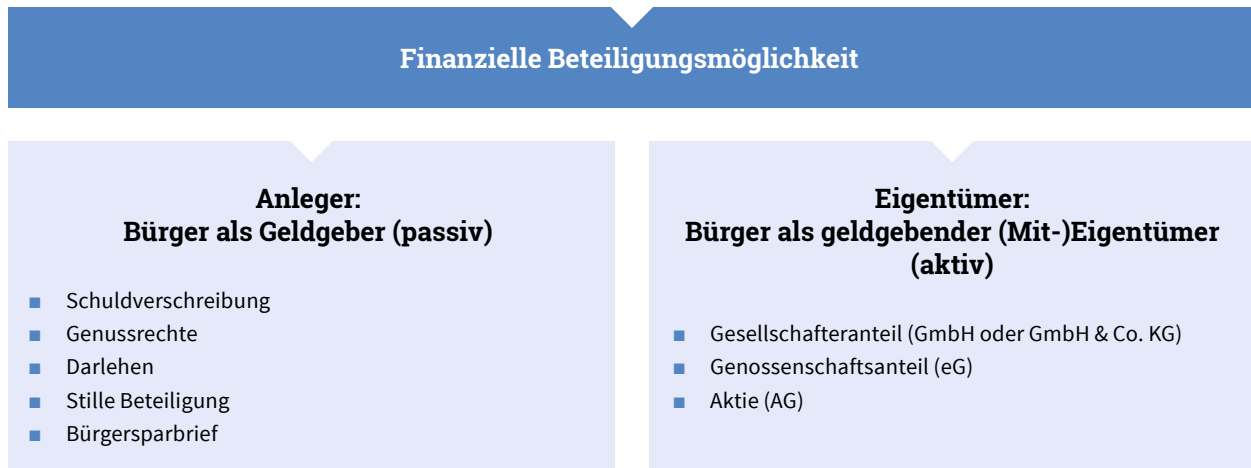 Finanzielle Beteiligungsmöglichkeit
Anleger:
Bürger als Geldgeber (passiv)
■ Schuldverschreibung
■ Genussrechte
■ Darlehen
■ Stille Beteiligung
■ Bürgersparbrief
Eigentümer:
Bürger als geldgebender (Mit-)Eigentümer
(aktiv)
■ Gesellschafteranteil (GmbH oder GmbH & Co. KG)
■ Genossenschaftsanteil (eG)
■ Aktie (AG)